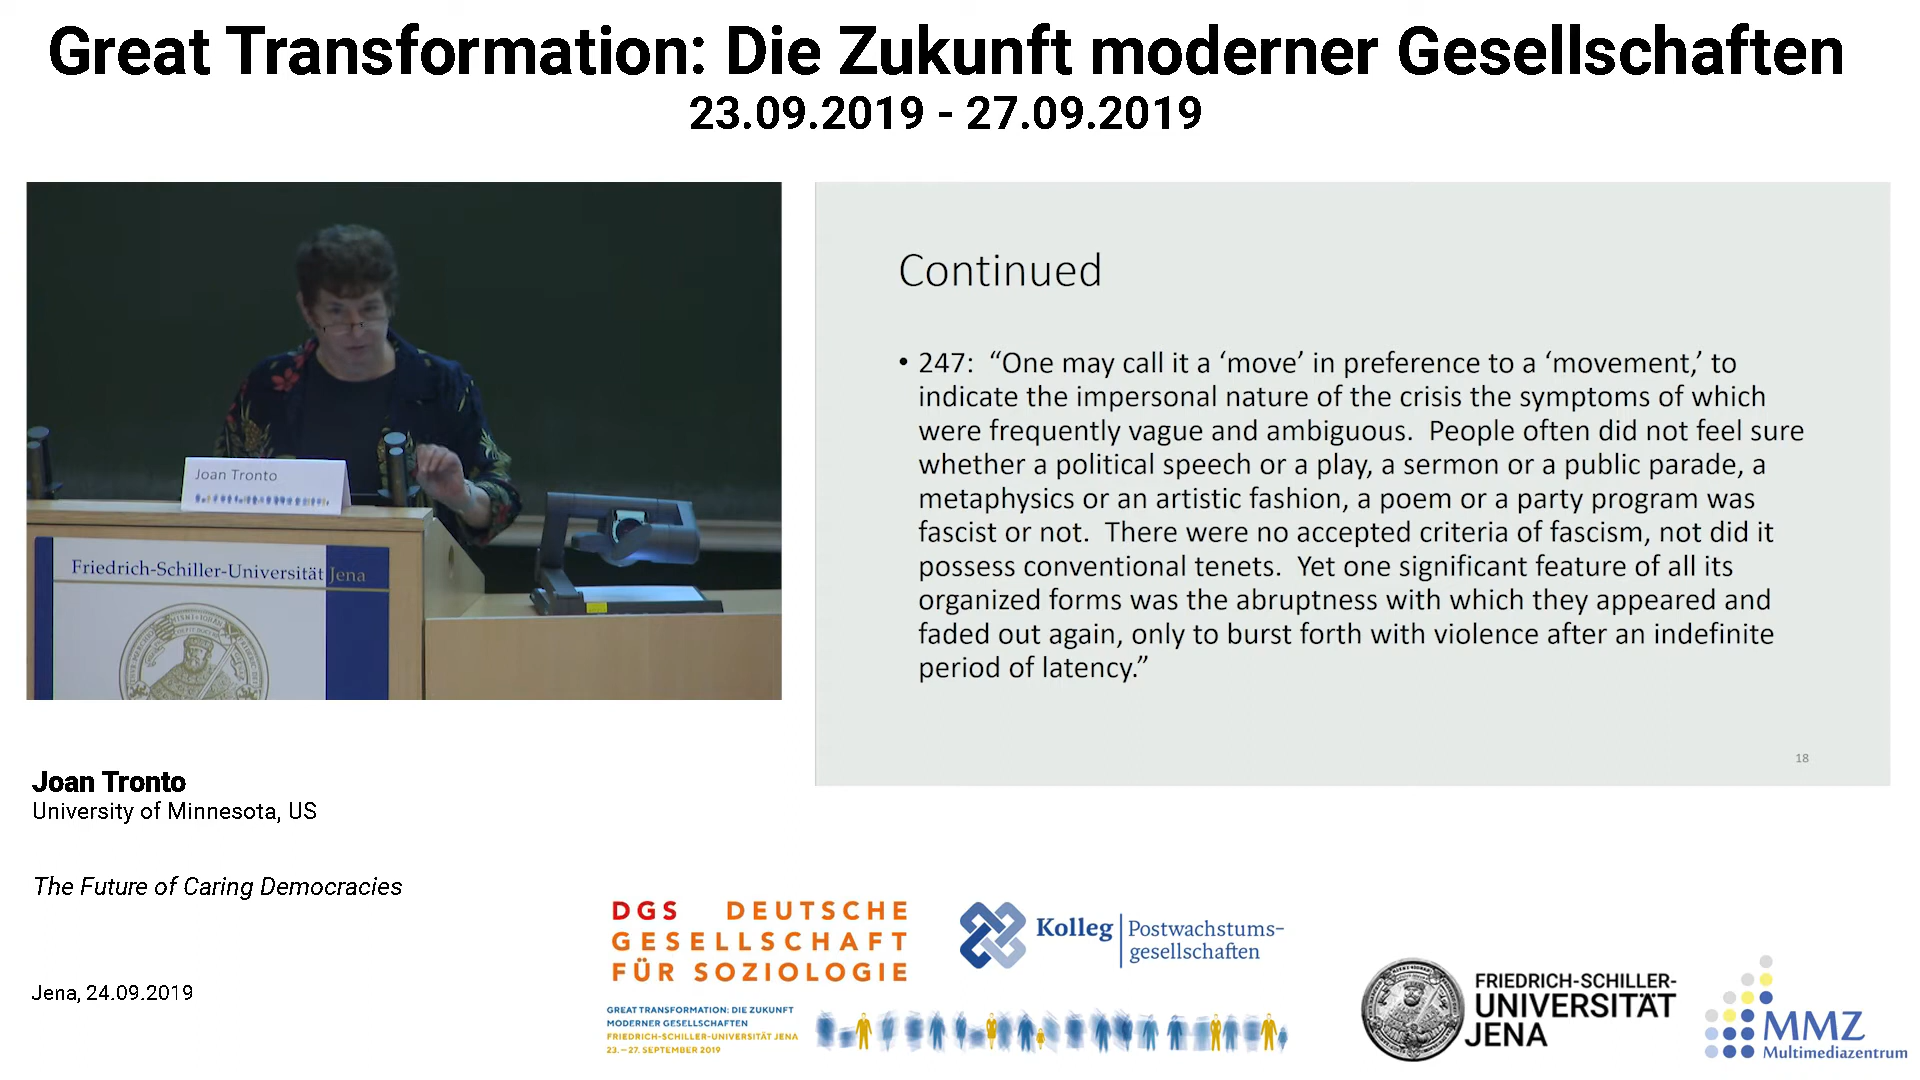 Great Transformation: Die Zukunft moderner Gesellschaften
23.09.2019 - 27.09.2019
Joan Tronto
Friedrich-Schiller-Universität Jena
Continued
• 247:  “One may call it a ‘move’ in preference to a ‘movement,’ to
indicate the impersonal nature of the crisis the symptoms of which
were frequently vague and ambiguous.  People often did not feel sure
whether a political speech or a play, a sermon or a public parade, a
metaphysics or an artistic fashion, a poem or a party program was
fascist or not.  There were no accepted criteria of fascism, not did it
possess conventional tenets.  Yet one significant feature of all its
organized forms was the abruptness with which they appeared and
faded out again, only to burst forth with violence after an indefinite
period of latency.”
18
Joan Tronto
University of Minnesota, US
The Future of Caring Democracies
Jena, 24.09.2019
DGS DEUTSCHE
GESELLSCHAFT
FÜR SOZIOLOGIE
Kolleg Postwachstums-
gesellschaften
GREAT TRANSFORMATION: DIE ZUKUNFT
MODERNER GESELLSCHAFTEN
FRIEDRICH-SCHILLER-UNIVERSITÄT JENA
23.—27. SEPTEMBER 2019
FRIEDRICH-SCHILLER-
UNIVERSITÄT
JENA
MMZ
Multimediazentrum